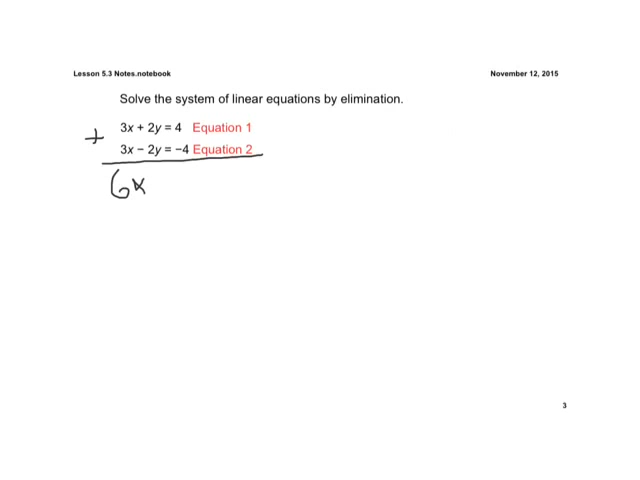 Lesson 5.3 Notes.notebook November 12, 2015
Solve the system of linear equations by elimination.
3x + 2y = 4 Equation 1
+
3x − 2y = −4 Equation 2
6x
3